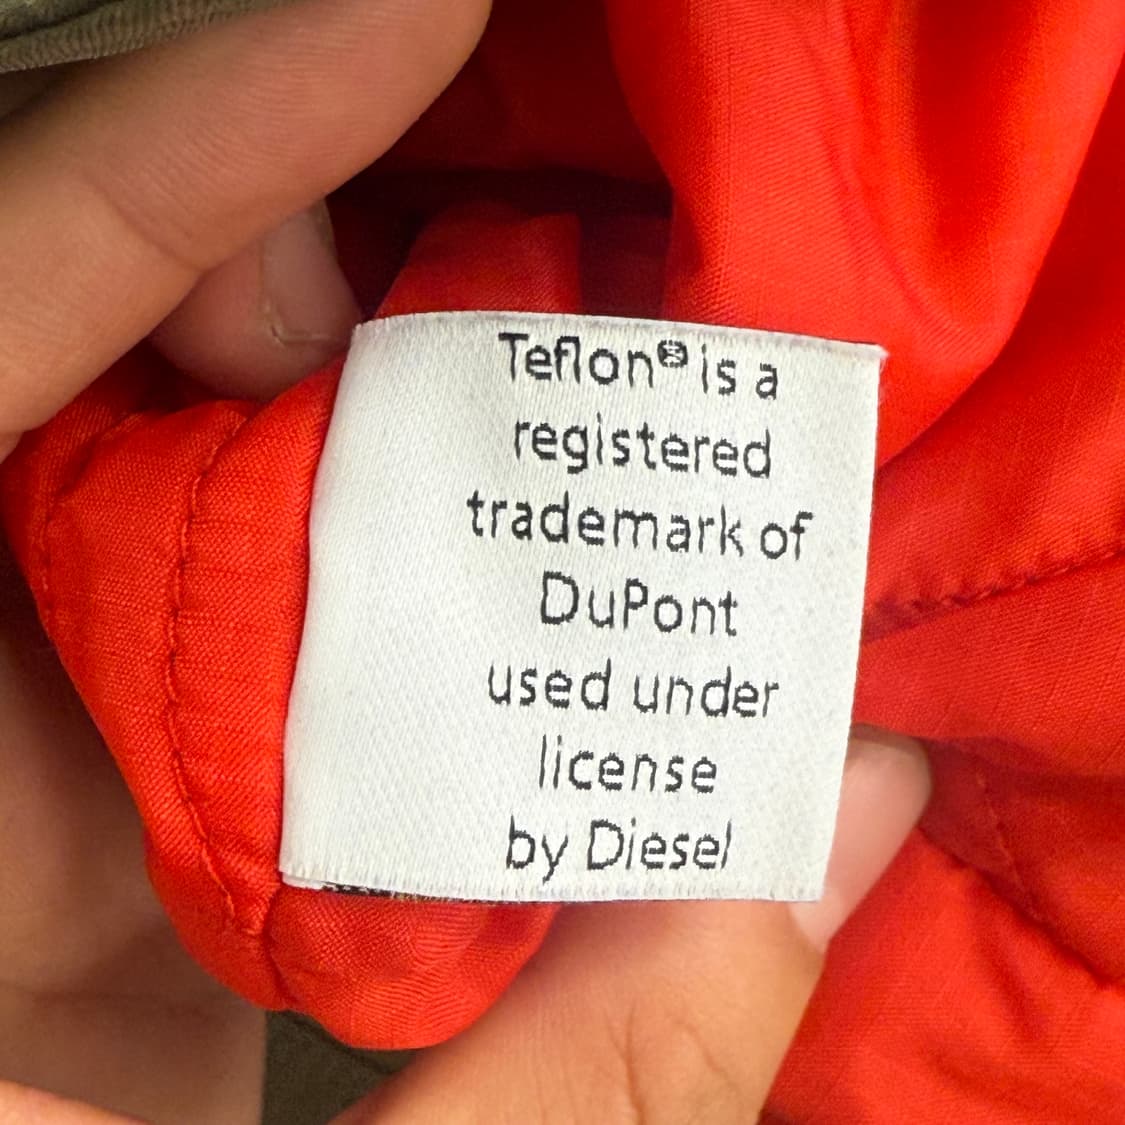 Teflon® is a
registered
trademark of
DuPont
used under
license
by Diesel